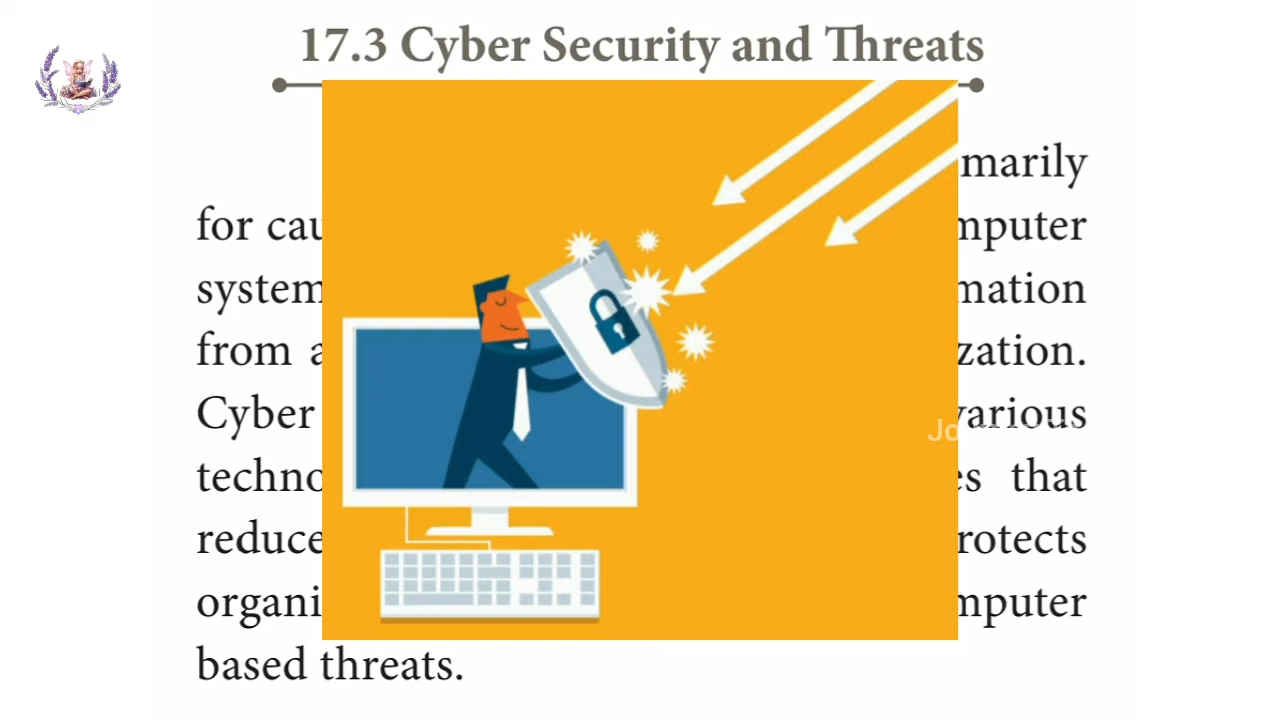 17.3 Cyber Security and Threats
marily
for cau mputer
system mation
from a zation.
Cyber various
techno es that
reduce rotects
organi mputer
based threats.
Jo